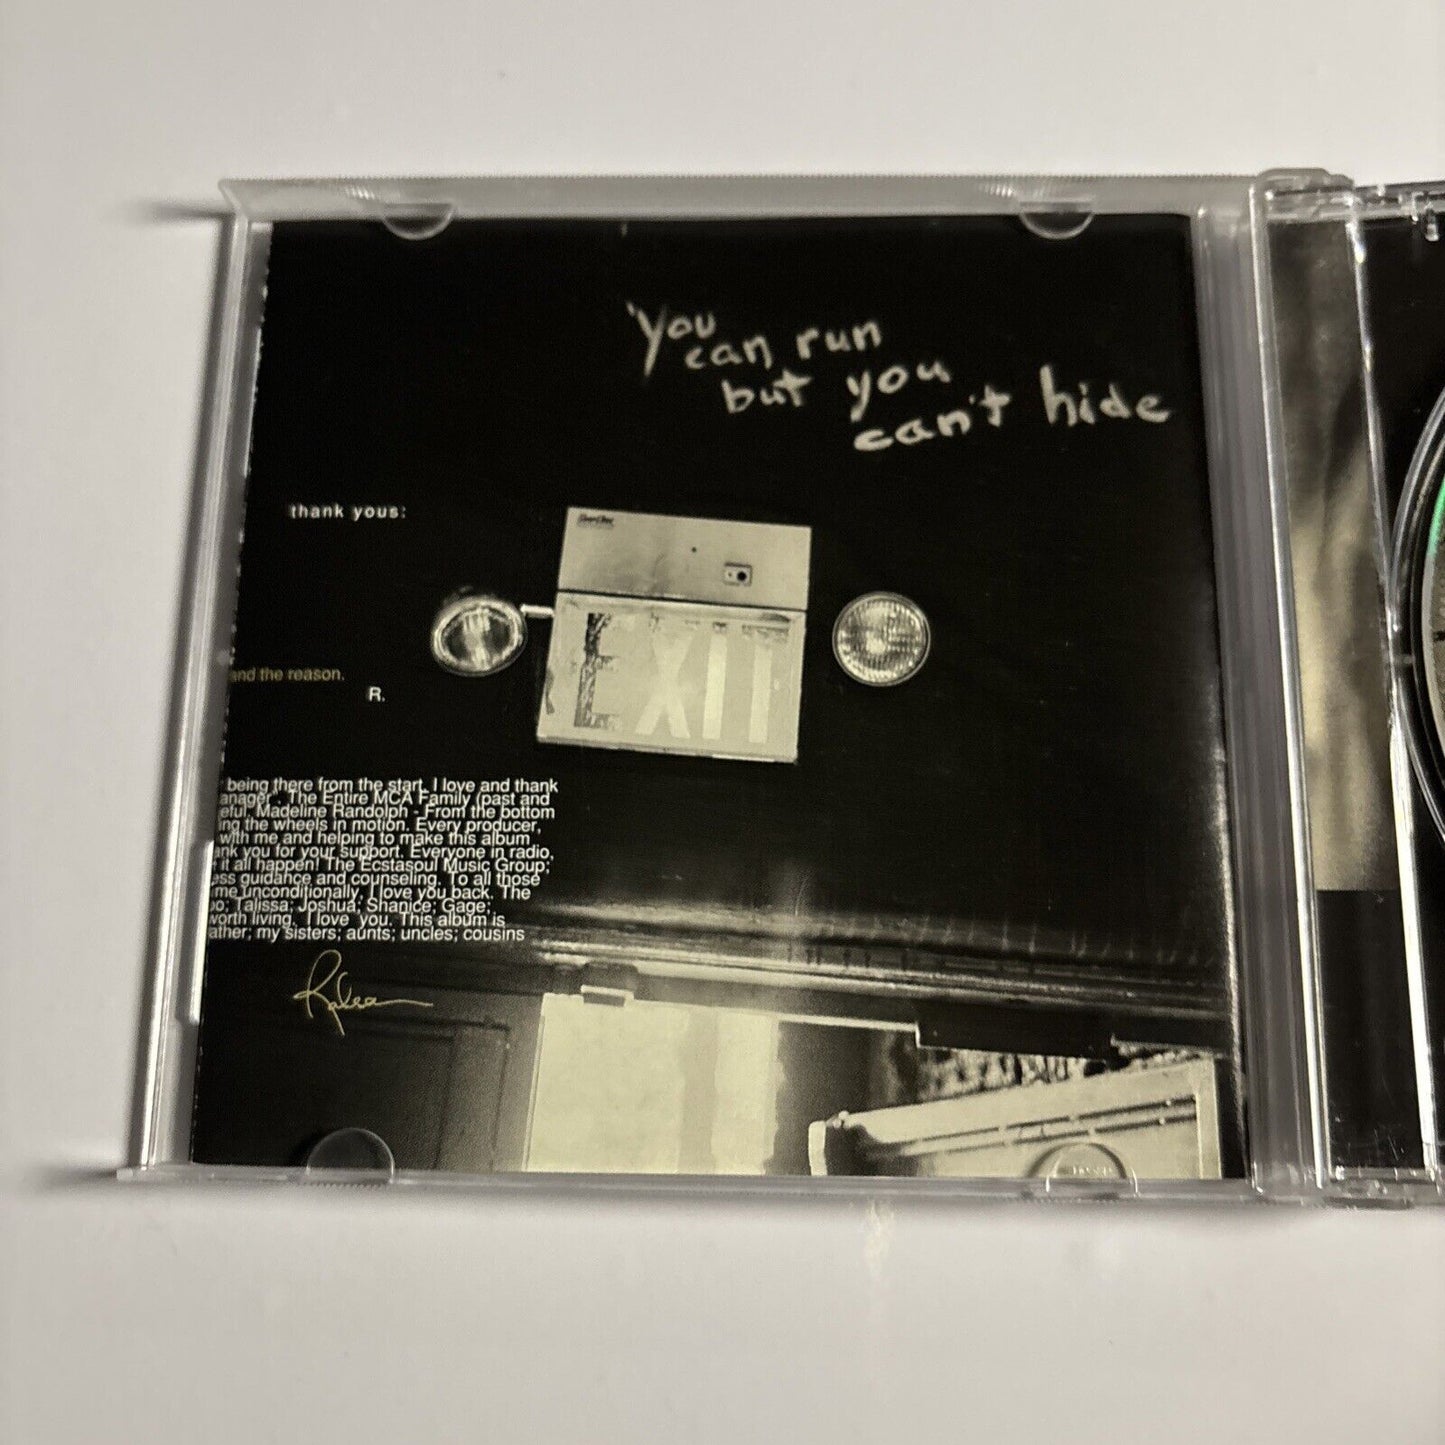 You
can run
but you
can't hide
thank yous:
EXIT
and the reason.
R.
being there from the start. I love and thank
anager". The Entire MCA Family (past and
eful, Madeline Randolph - From the bottom
ing the wheels in motion. Every producer,
with me and helping to make this album
ank you for your support. Everyone in radio,
it all happen! The Ecstasoul Music Group;
ess guidance and counseling. To all those
me unconditionally, I love you back. The
oo; Talissa; Joshua; Shanice; Gage;
worth living, I love you. This album is
ather; my sisters; aunts; uncles; cousins